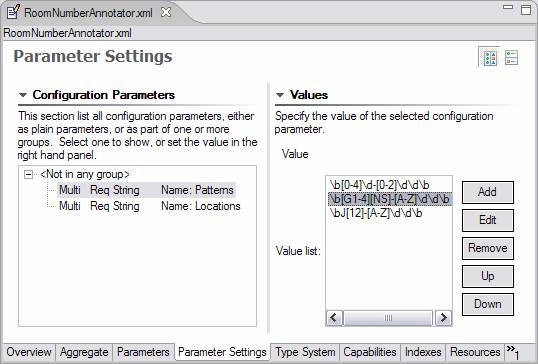 RoomNumberAnnotator.xml
RoomNumberAnnotator.xml
Parameter Settings
Configuration Parameters
This section list all configuration parameters, either
as plain parameters, or as part of one or more
groups. Select one to show, or set the value in the
right hand panel.
<Not in any group>
Multi Req String Name: Patterns
Multi Req String Name: Locations
Values
Specify the value of the selected configuration
parameter.
Value
Value list:
\b[0-4]\d-[0-2]\d\d\b
\b[G1-4][NS]-[A-Z]\d\d\b
\bJ[12]-[A-Z]\d\d\b
Add
Edit
Remove
Up
Down
Overview Aggregate Parameters Parameter Settings Type System Capabilities Indexes Resources »1